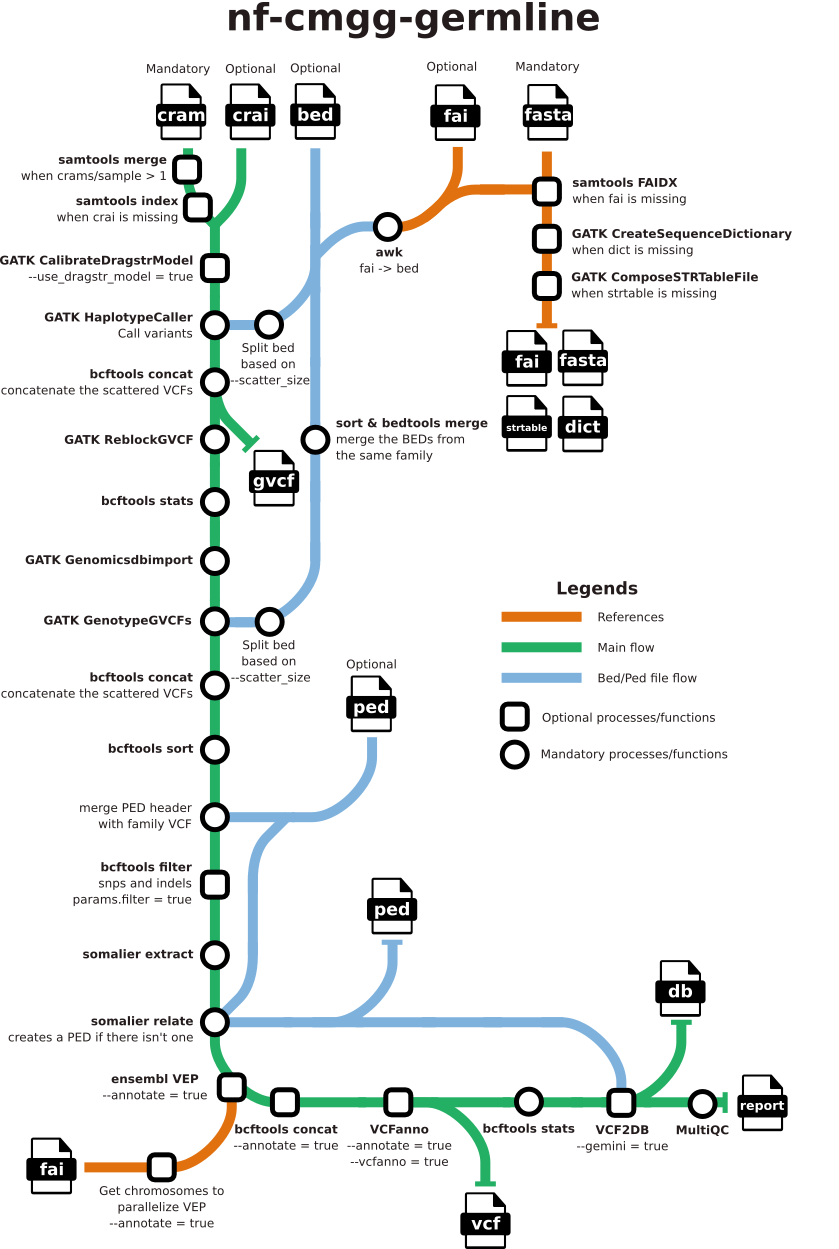 nf-cmgg-germline
Mandatory
Optional
Optional
Optional
Mandatory
cram
crai
bed
fai
fasta
samtools merge
when crams/sample > 1
samtools index
when crai is missing
samtools FAIDX
when fai is missing
GATK CreateSequenceDictionary
when dict is missing
GATK ComposeSTRTableFile
when strtable is missing
awk
fai -> bed
GATK CalibrateDragstrModel
--use_dragstr_model = true
GATK HaplotypeCaller
Call variants
Split bed
based on
--scatter_size
fai
fasta
strtable
dict
bcftools concat
concatenate the scattered VCFs
GATK ReblockGVCF
gvcf
sort & bedtools merge
merge the BEDs from
the same family
bcftools stats
GATK Genomicsdbimport
GATK GenotypeGVCFs
Split bed
based on
--scatter_size
Legends
References
Main flow
Bed/Ped file flow
Optional processes/functions
Mandatory processes/functions
bcftools concat
concatenate the scattered VCFs
Optional
ped
bcftools sort
merge PED header
with family VCF
bcftools filter
snps and indels
params.filter = true
ped
somalier extract
db
somalier relate
creates a PED if there isn't one
ensembl VEP
--annotate = true
bcftools concat
--annotate = true
VCFanno
--annotate = true
--vcfanno = true
bcftools stats
VCF2DB
--gemini = true
MultiQC
report
fai
Get chromosomes to
parallelize VEP
--annotate = true
vcf